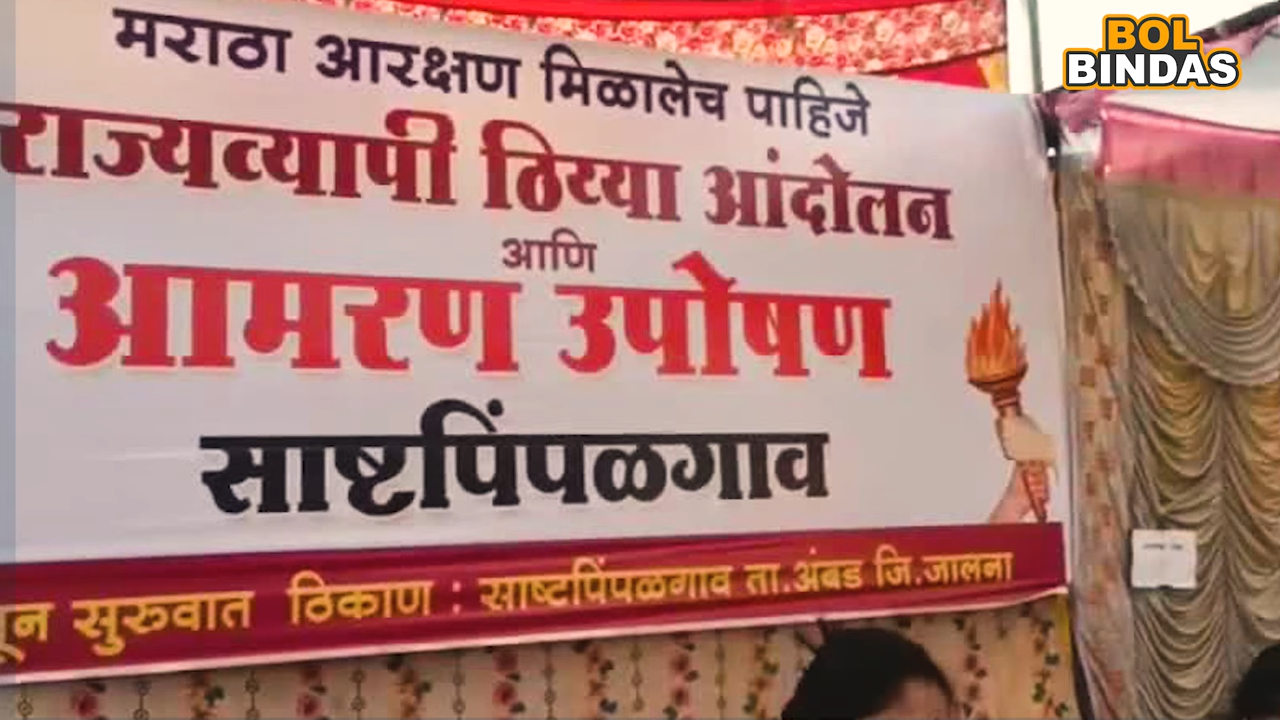 BOL
BINDAS
मराठा आरक्षण मिळालेच पाहिजे
राज्यव्यापी ठिय्या आंदोलन
आणि
आमरण उपोषण
साष्टपिंपळगाव
सुरुवात ठिकाण : साष्टपिंपळगाव ता.अंबड जि.जालना